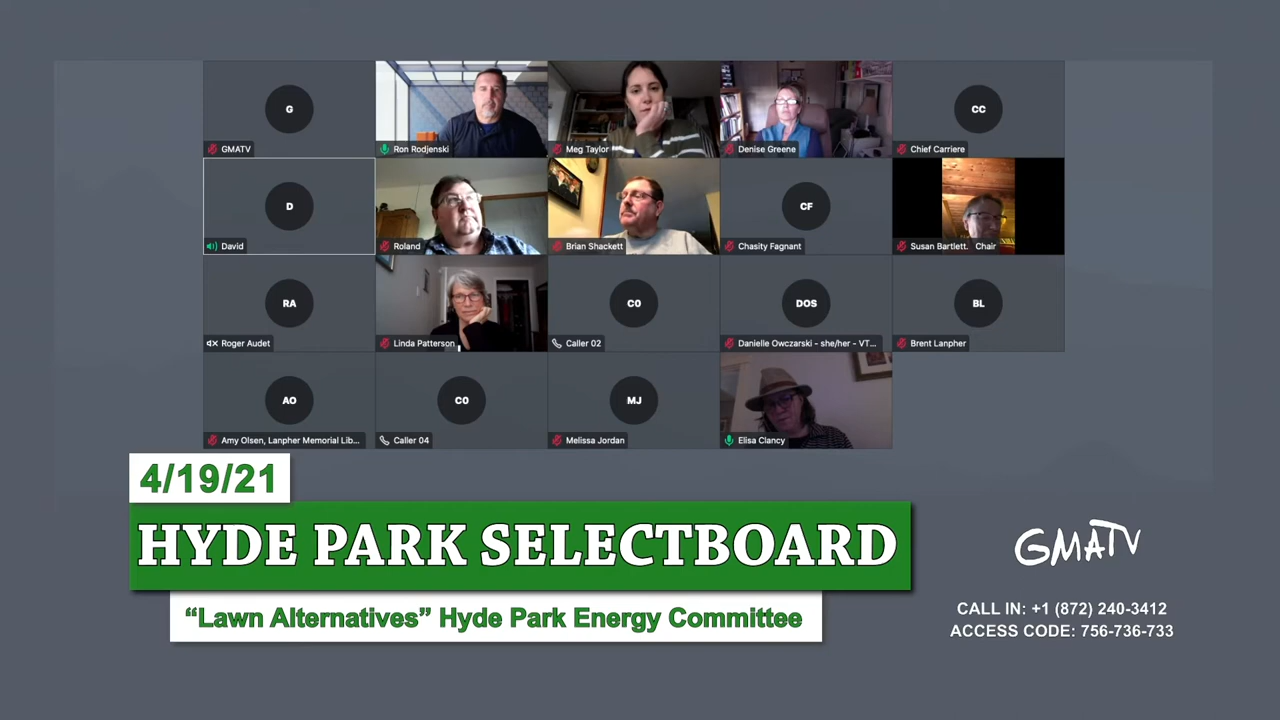 G
GMATV
Ron Rodjenski
Meg Taylor
Denise Greene
CC
Chief Carriere
D
David
Roland
Brian Shackett
CF
Chasity Fagnant
Susan Bartlett. Chair
RA
Roger Audet
Linda Patterson
C0
Caller 02
DOS
Danielle Owczarski - she/her - VT...
BL
Brent Lanpher
AO
Amy Olsen, Lanpher Memorial Lib...
C0
Caller 04
MJ
Melissa Jordan
Elisa Clancy
4/19/21
HYDE PARK SELECTBOARD
“Lawn Alternatives” Hyde Park Energy Committee
GMATV
CALL IN: +1 (872) 240-3412
ACCESS CODE: 756-736-733